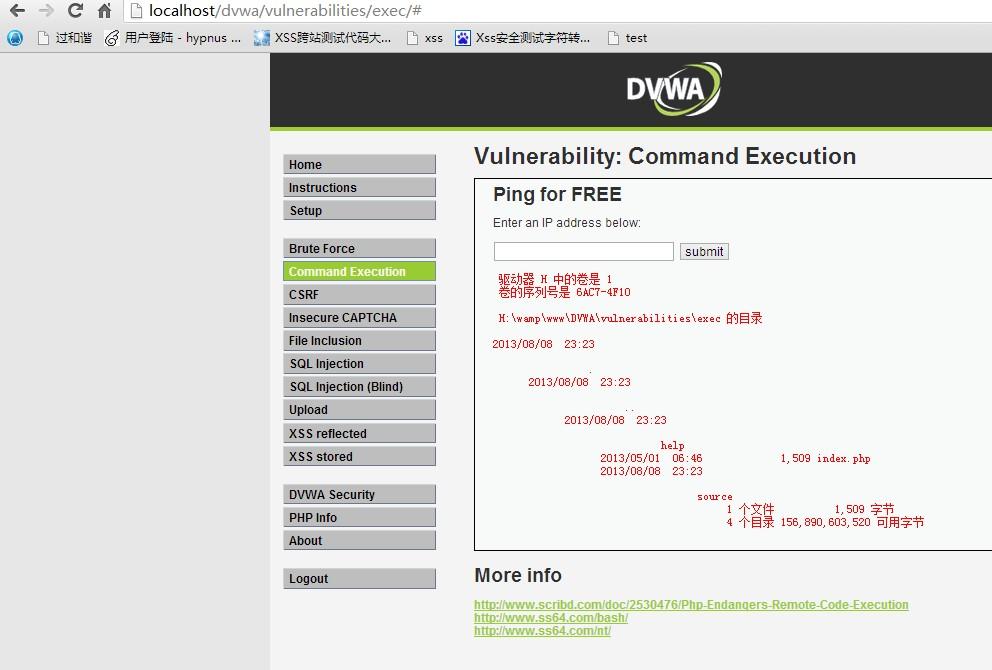 localhost/dvwa/vulnerabilities/exec/#
过和谐 用户登陆 - hypnus ... XSS跨站测试代码大... xss Xss安全测试字符转... test
DVWA
Home
Instructions
Setup
Brute Force
Command Execution
CSRF
Insecure CAPTCHA
File Inclusion
SQL Injection
SQL Injection (Blind)
Upload
XSS reflected
XSS stored
DVWA Security
PHP Info
About
Logout
Vulnerability: Command Execution
Ping for FREE
Enter an IP address below:
submit
驱动器 H 中的卷是 1
卷的序列号是 6AC7-4F10
H:\wamp\www\DVWA\vulnerabilities\exec 的目录
2013/08/08 23:23
.
2013/08/08 23:23
..
2013/08/08 23:23
help
2013/05/01 06:46 1,509 index.php
2013/08/08 23:23
source
1 个文件 1,509 字节
4 个目录 156,890,603,520 可用字节
More info
http://www.scribd.com/doc/2530476/Php-Endangers-Remote-Code-Execution
http://www.ss64.com/bash/
http://www.ss64.com/nt/